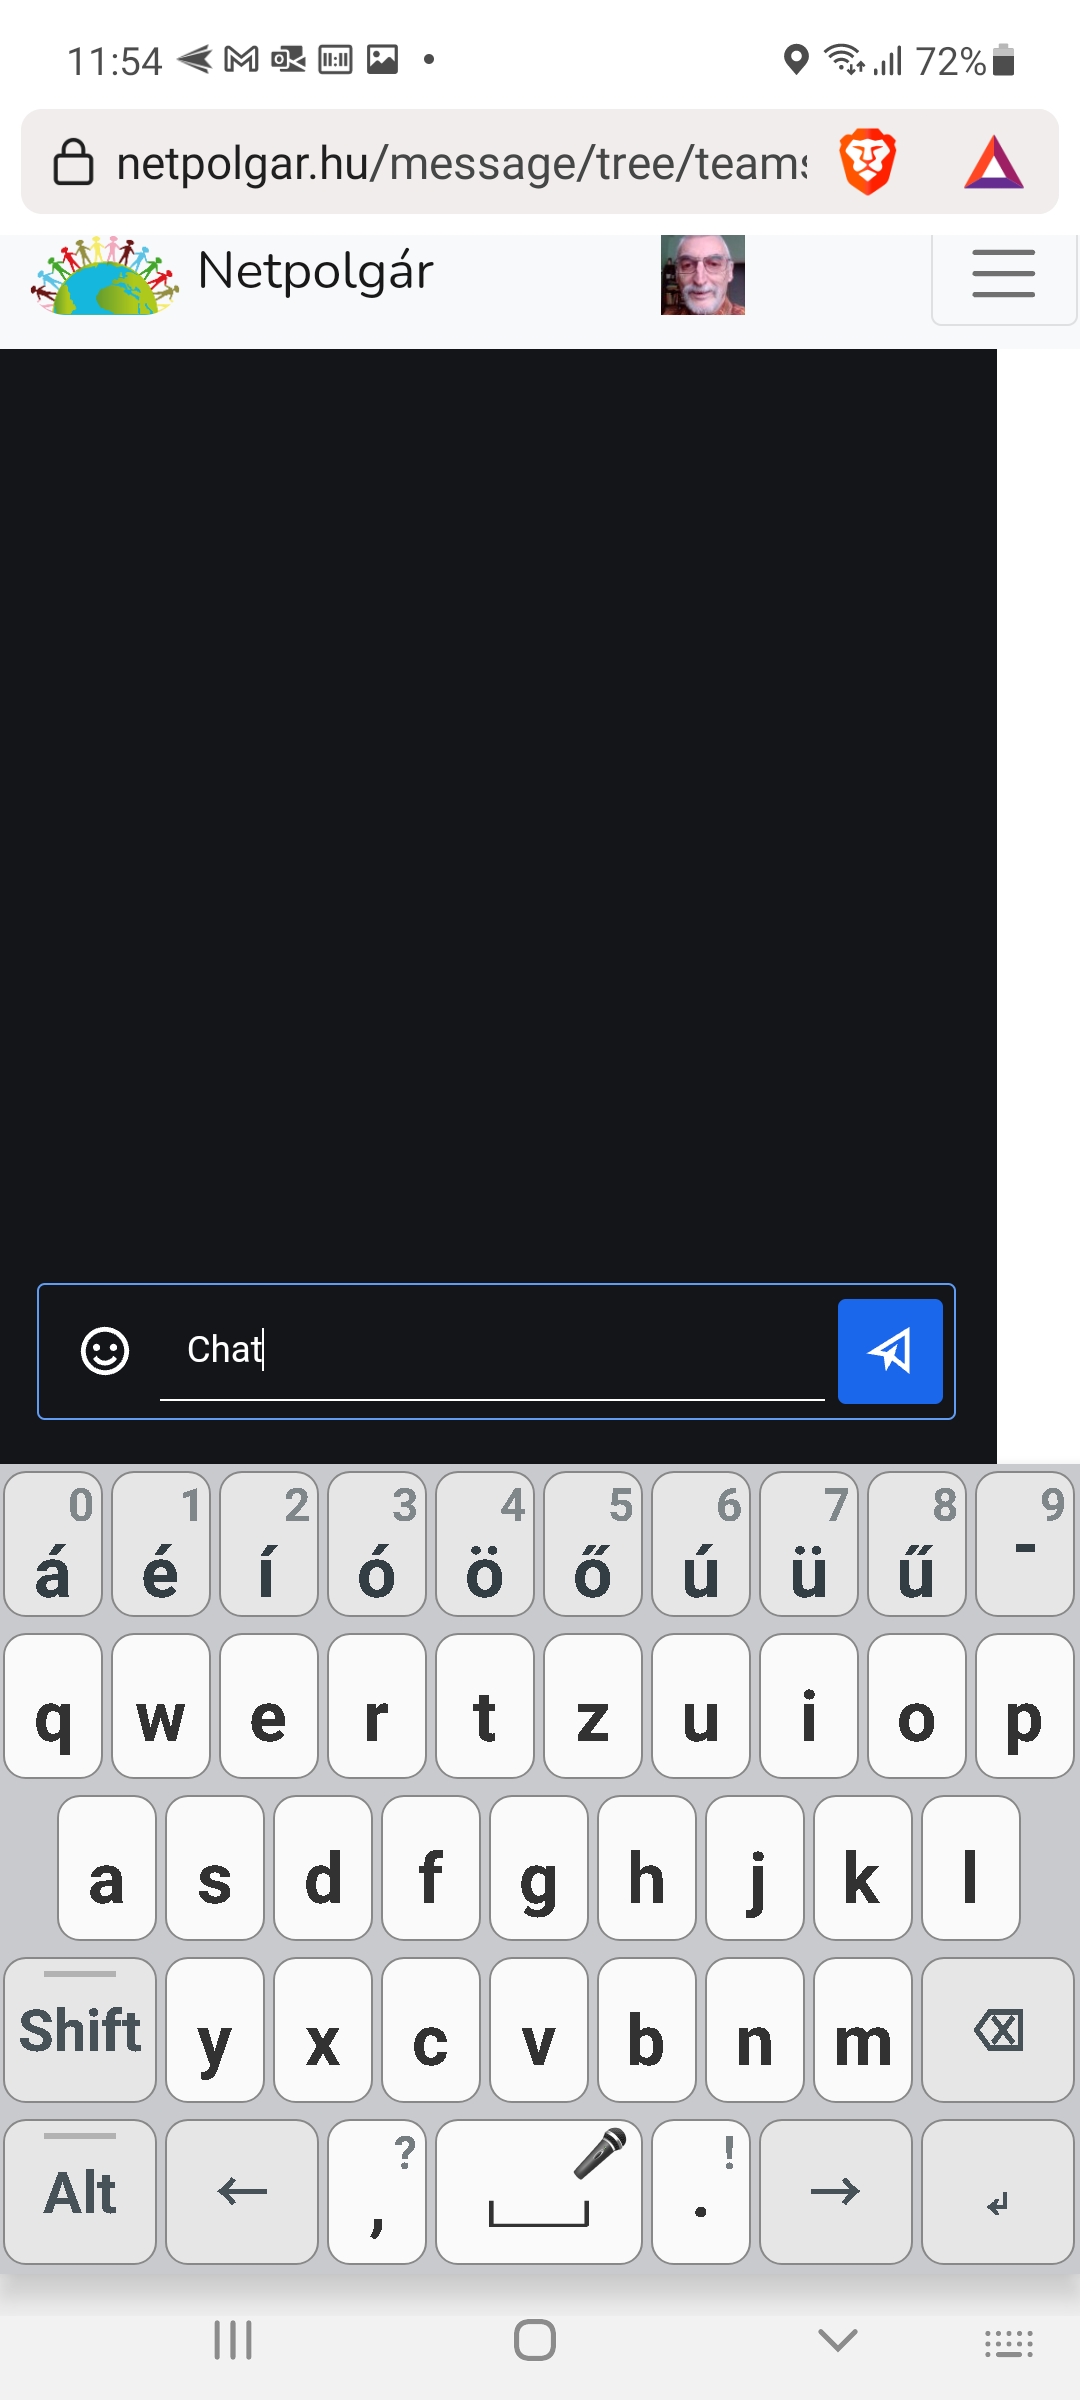 11:54 72%
netpolgar.hu/message/tree/teams
Netpolgár
Chat
0 1 2 3 4 5 6 7 8 9
á é í ó ö ő ú ü ű -
q w e r t z u i o p
a s d f g h j k l
Shift y x c v b n m
? !
Alt ← , . →